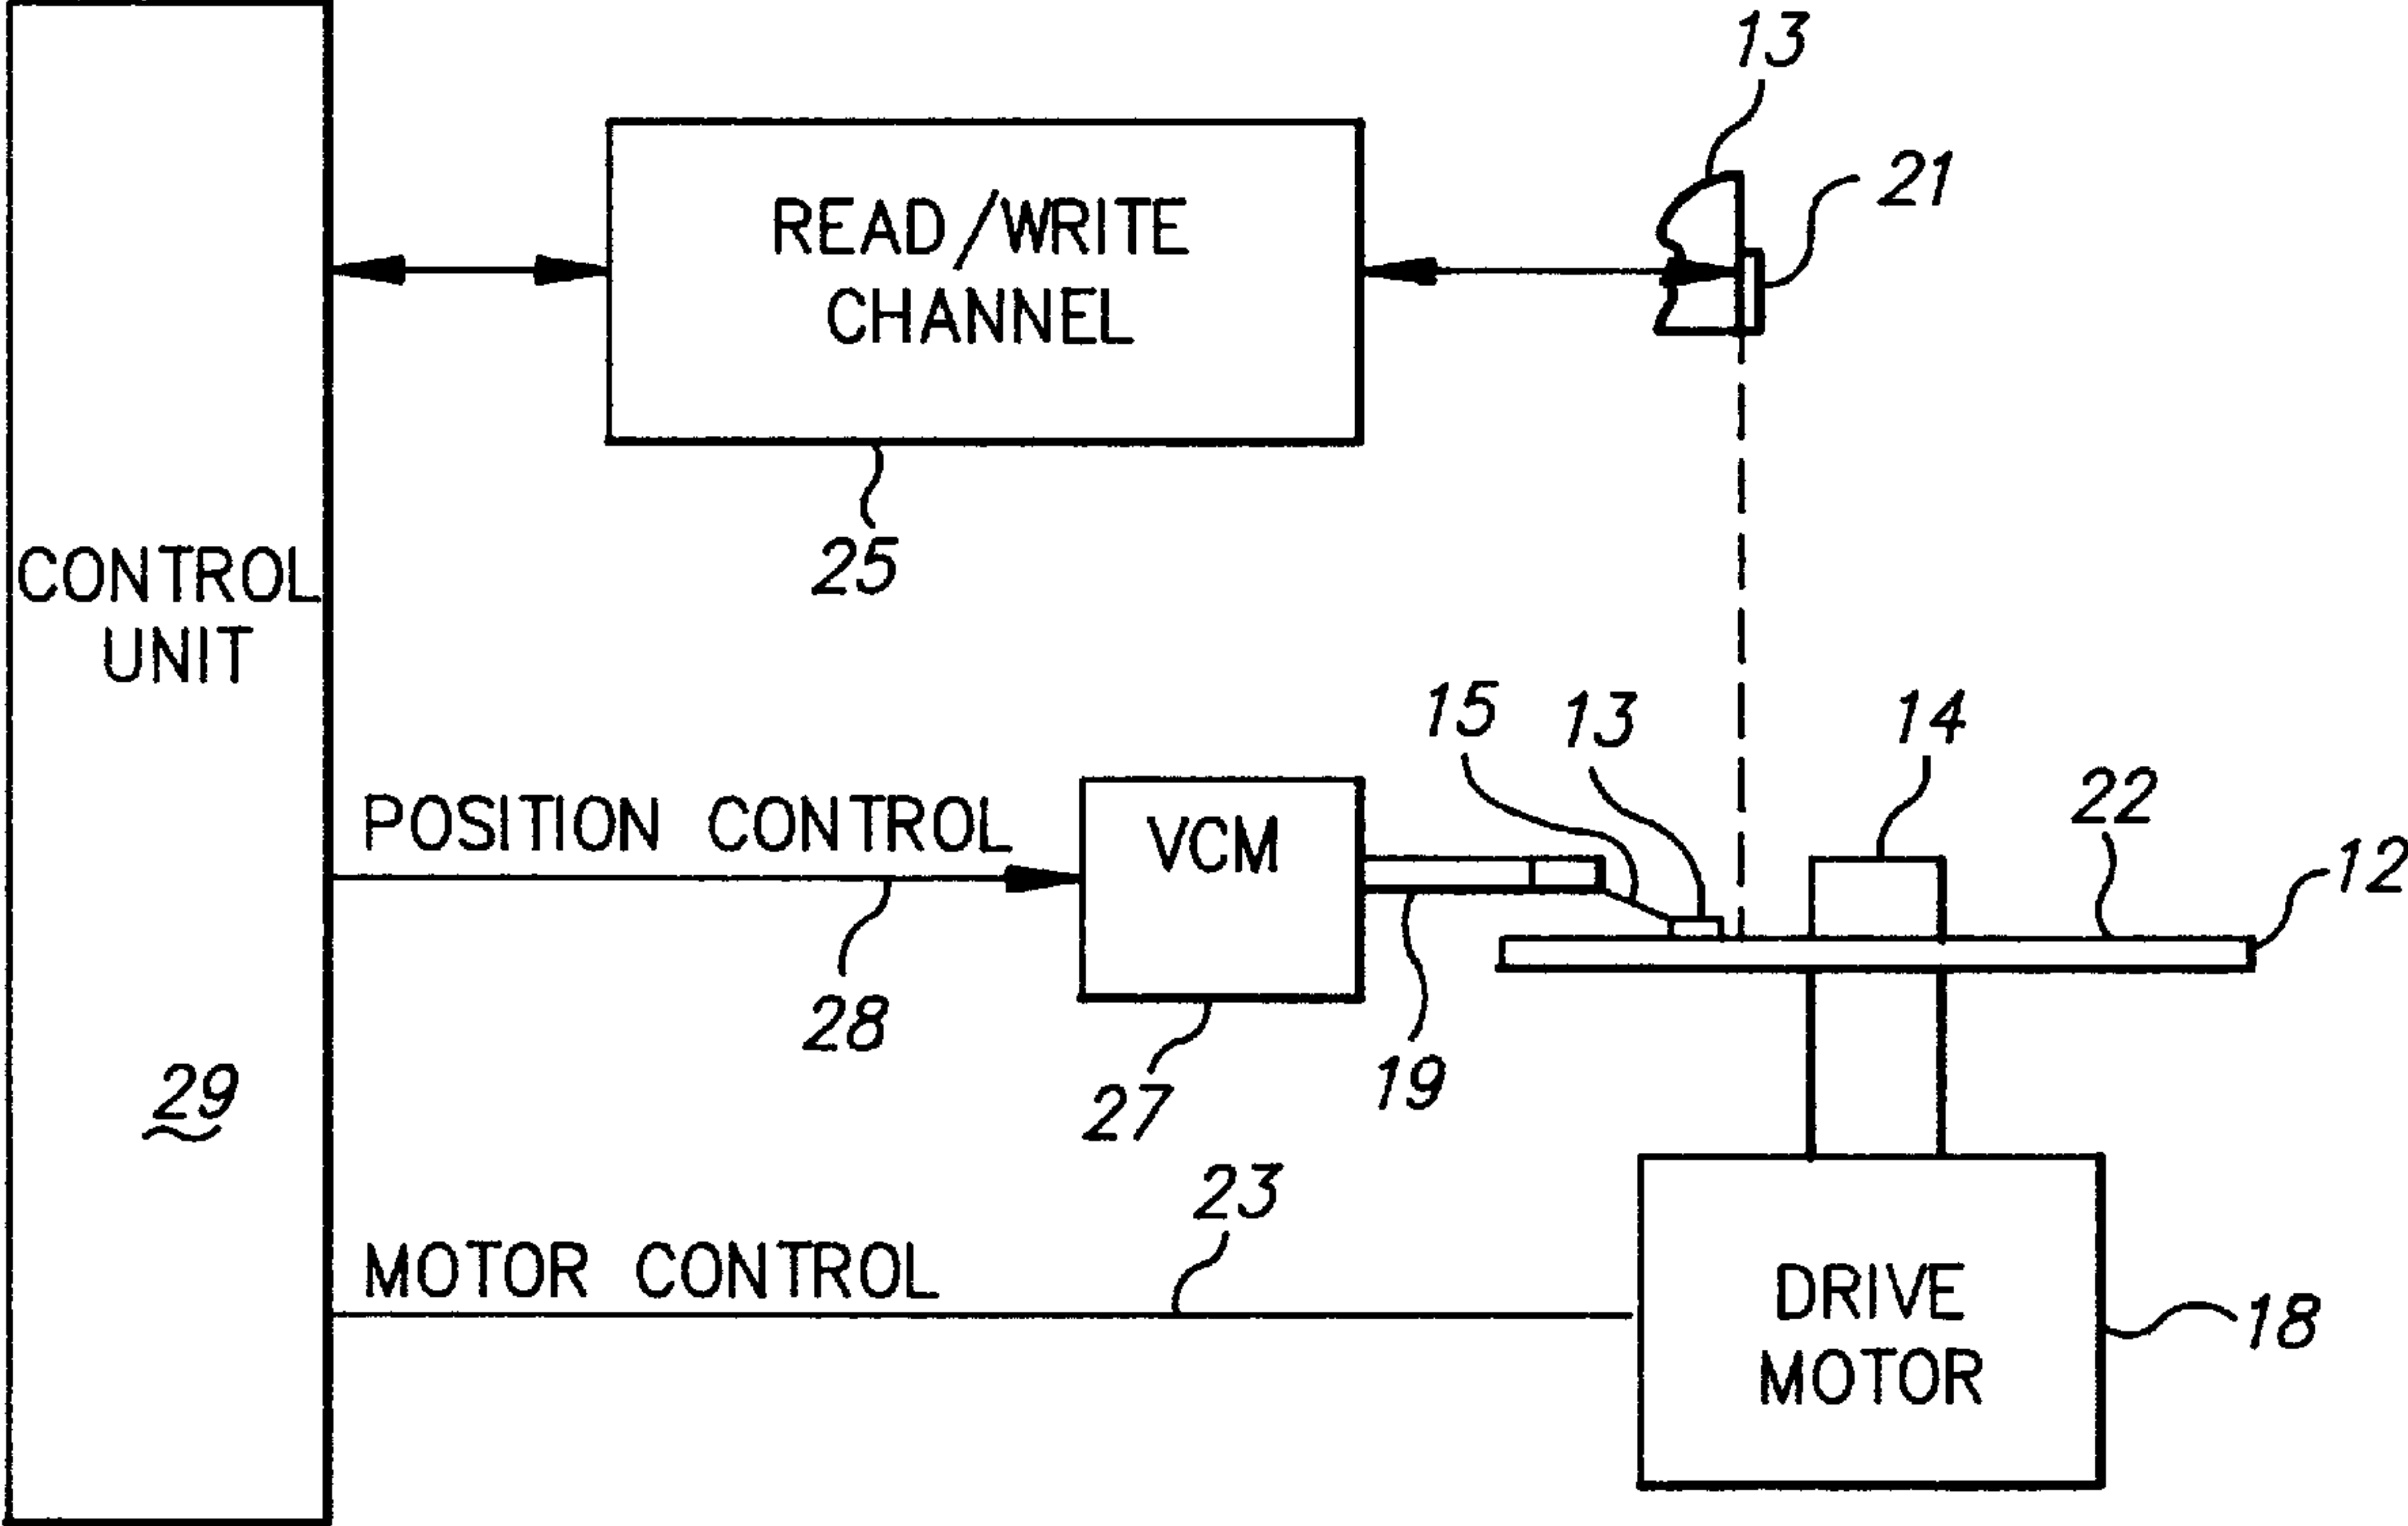 13
21
READ/WRITE
CHANNEL
25
CONTROL
UNIT
15
13
14
22
12
POSITION CONTROL
VCM
28
27
19
29
23
MOTOR CONTROL
DRIVE
MOTOR
18